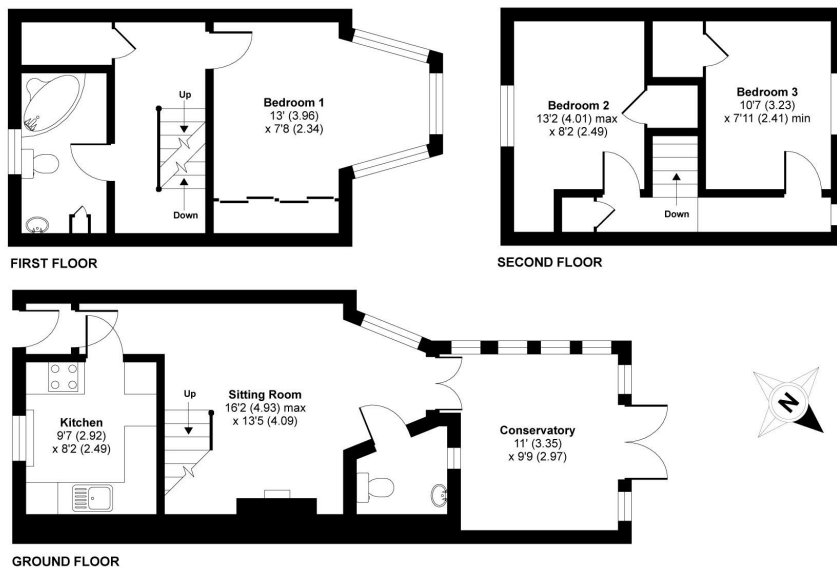 Up
Bedroom 1
13' (3.96)
x 7'8 (2.34)
Down
FIRST FLOOR
Bedroom 2
13'2 (4.01) max
x 8'2 (2.49)
Bedroom 3
10'7 (3.23)
x 7'11 (2.41) min
Down
SECOND FLOOR
Kitchen
9'7 (2.92)
x 8'2 (2.49)
Up
Sitting Room
16'2 (4.93) max
x 13'5 (4.09)
Conservatory
11' (3.35)
x 9'9 (2.97)
N
GROUND FLOOR